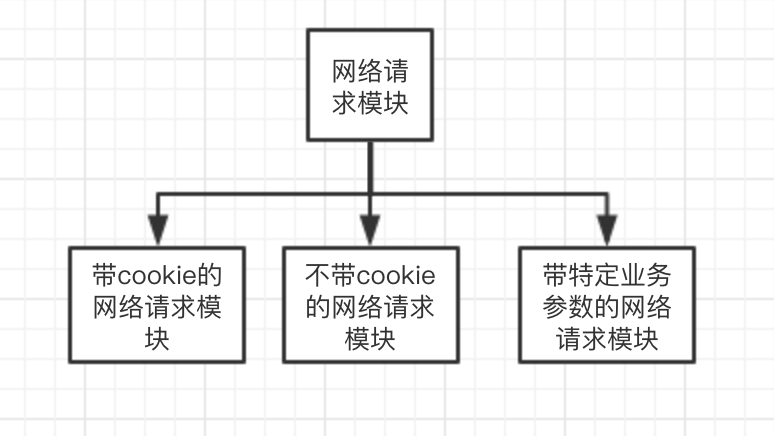 网络请
求模块
带cookie的
网络请求模
块
不带cookie
的网络请求
模块
带特定业务
参数的网络
请求模块